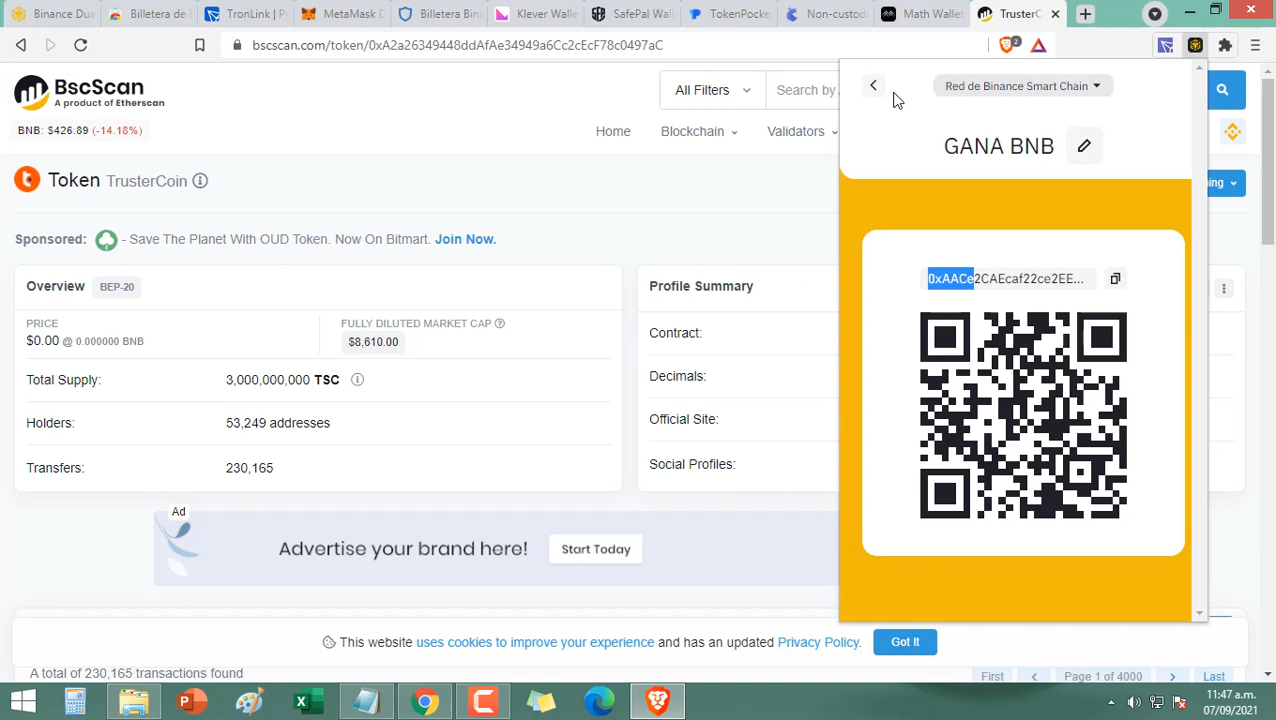 Binance Du
Billetera de
TronLink | P
MetaMask D
Billetera Bin
Klever Walle
SafePal Wall
TokenPocke
Non-custod
Math Wallet
TrusterC
bscscan.com/token/
BscScan
A product of Etherscan
All Filters
Search by
Red de Binance Smart Chain
BNB: $426.89 (-14.18%)
Home
Blockchain
Validators
GANA BNB
Token TrusterCoin
ning
Sponsored: - Save The Planet With OUD Token. Now On Bitmart. Join Now.
0xAACe2CAEcaf22ce2EE...
Overview BEP-20
Profile Summary
PRICE
$0.00 @ 0.000000 BNB
FULLY DILUTED MARKET CAP
$8,610.00
Contract:
Total Supply: 3,000,000,000 TSC
Decimals:
Holders: 53,249 addresses
Official Site:
Transfers: 230,165
Social Profiles:
Ad
Advertise your brand here!
Start Today
This website uses cookies to improve your experience and has an updated Privacy Policy.
Got It
A total of 230,165 transactions found
First
Page 1 of 4000
Last
11:47 a.m.
07/09/2021